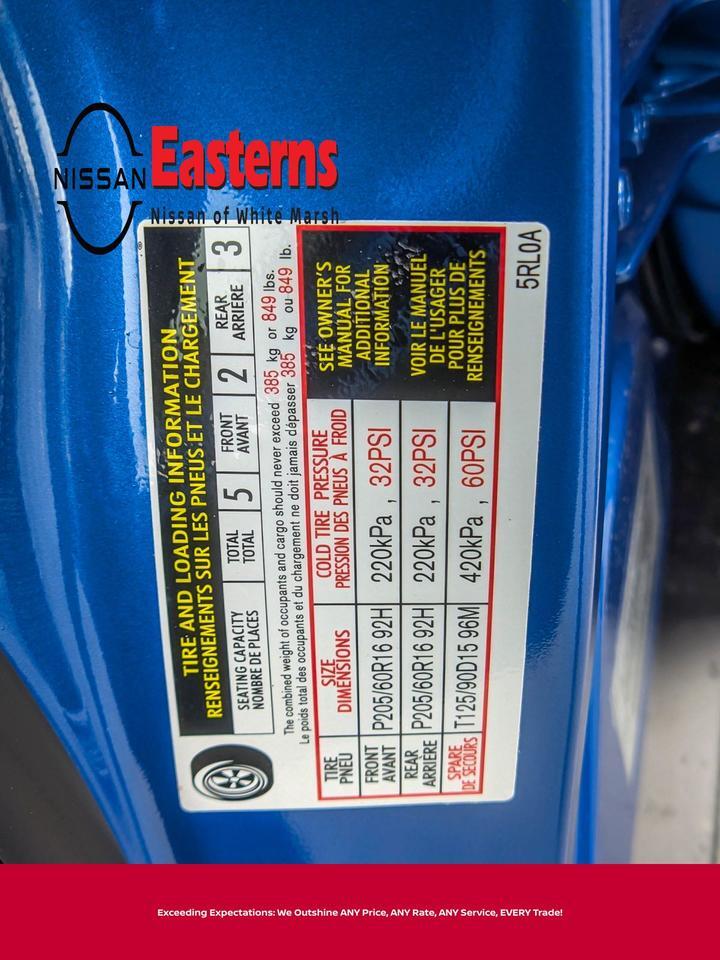 NISSAN
Easterns
Nissan of White Marsh
TIRE AND LOADING INFORMATION
RENSEIGNEMENTS SUR LES PNEUS ET LE CHARGEMENT
SEATING CAPACITY
NOMBRE DE PLACES
TOTAL
TOTAL
5
FRONT
AVANT
2
REAR
ARRIÈRE
3
The combined weight of occupants and cargo should never exceed 385 kg or 849 lbs.
Le poids total des occupants et du chargement ne doit jamais dépasser 385 kg ou 849 lb.
TIRE
PNEU
SIZE
DIMENSIONS
COLD TIRE PRESSURE
PRESSION DES PNEUS À FROID
FRONT
AVANT
P205/60R16 92H
220kPa , 32PSI
REAR
ARRIÈRE
P205/60R16 92H
220kPa , 32PSI
SPARE
DE SECOURS
T125/90D15 96M
420kPa , 60PSI
SEE OWNER'S
MANUAL FOR
ADDITIONAL
INFORMATION
VOIR LE MANUEL
DE L'USAGER
POUR PLUS DE
RENSEIGNEMENTS
5RL0A
Exceeding Expectations: We Outshine ANY Price, ANY Rate, ANY Service, EVERY Trade!